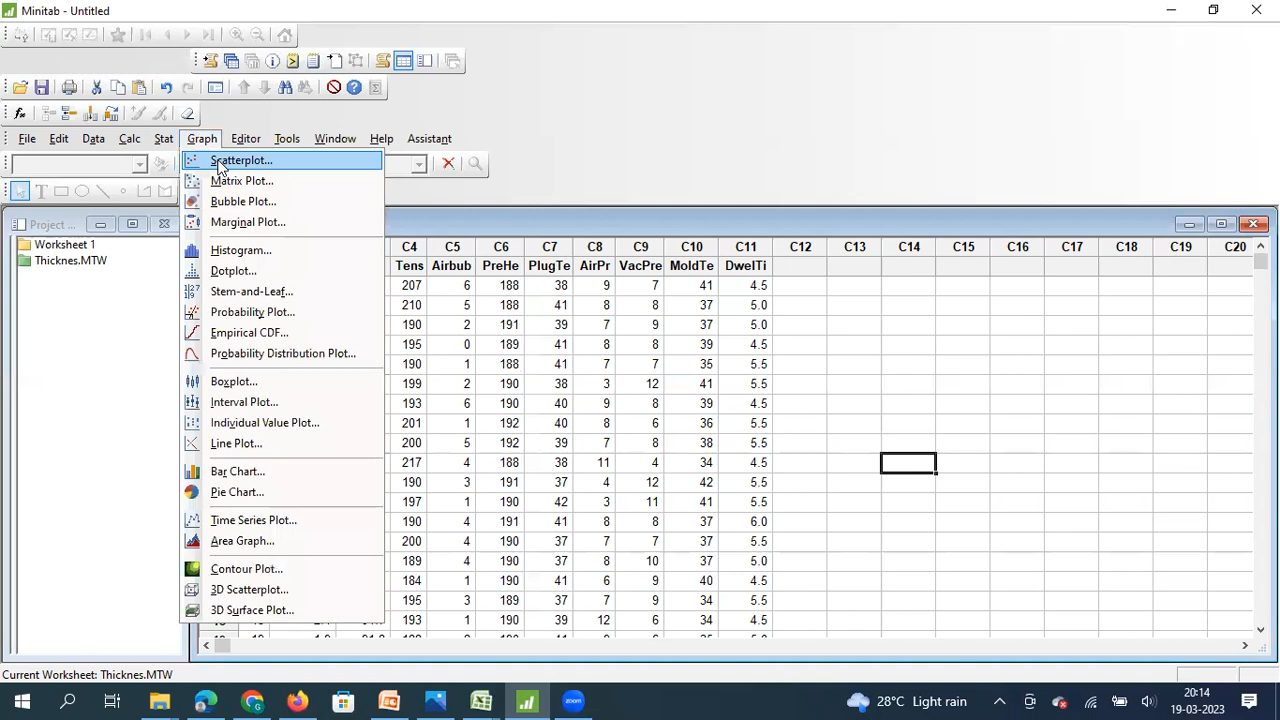 Minitab - Untitled
File Edit Data Calc Stat Graph Editor Tools Window Help Assistant
Scatterplot...
Matrix Plot...
Bubble Plot...
Marginal Plot...
Histogram...
Dotplot...
Stem-and-Leaf...
Probability Plot...
Empirical CDF...
Probability Distribution Plot...
Boxplot...
Interval Plot...
Individual Value Plot...
Line Plot...
Bar Chart...
Pie Chart...
Time Series Plot...
Area Graph...
Contour Plot...
3D Scatterplot...
3D Surface Plot...
Project ...
Worksheet 1
Thicknes.MTW
C4 C5 C6 C7 C8 C9 C10 C11 C12 C13 C14 C15 C16 C17 C18 C19 C20
Tens Airbub PreHe PlugTe AirPr VacPre MoldTe DwelTi
207 6 188 38 9 7 41 4.5
210 5 188 41 8 8 37 5.0
190 2 191 39 7 9 37 5.0
195 0 189 41 8 8 39 4.5
190 1 188 41 7 7 35 5.5
199 2 190 38 3 12 41 5.5
193 6 190 40 9 8 39 4.5
201 1 192 40 8 6 36 5.5
200 5 192 39 7 8 38 5.5
217 4 188 38 11 4 34 4.5
190 3 191 37 4 12 42 5.5
197 1 190 42 3 11 41 5.5
190 4 191 41 8 8 37 6.0
200 4 190 37 7 7 37 5.5
189 4 190 37 8 10 37 5.0
184 1 190 41 6 9 40 4.5
195 3 189 37 7 9 34 5.5
193 1 190 39 12 6 34 4.5
Current Worksheet: Thicknes.MTW
28°C Light rain
20:14
19-03-2023